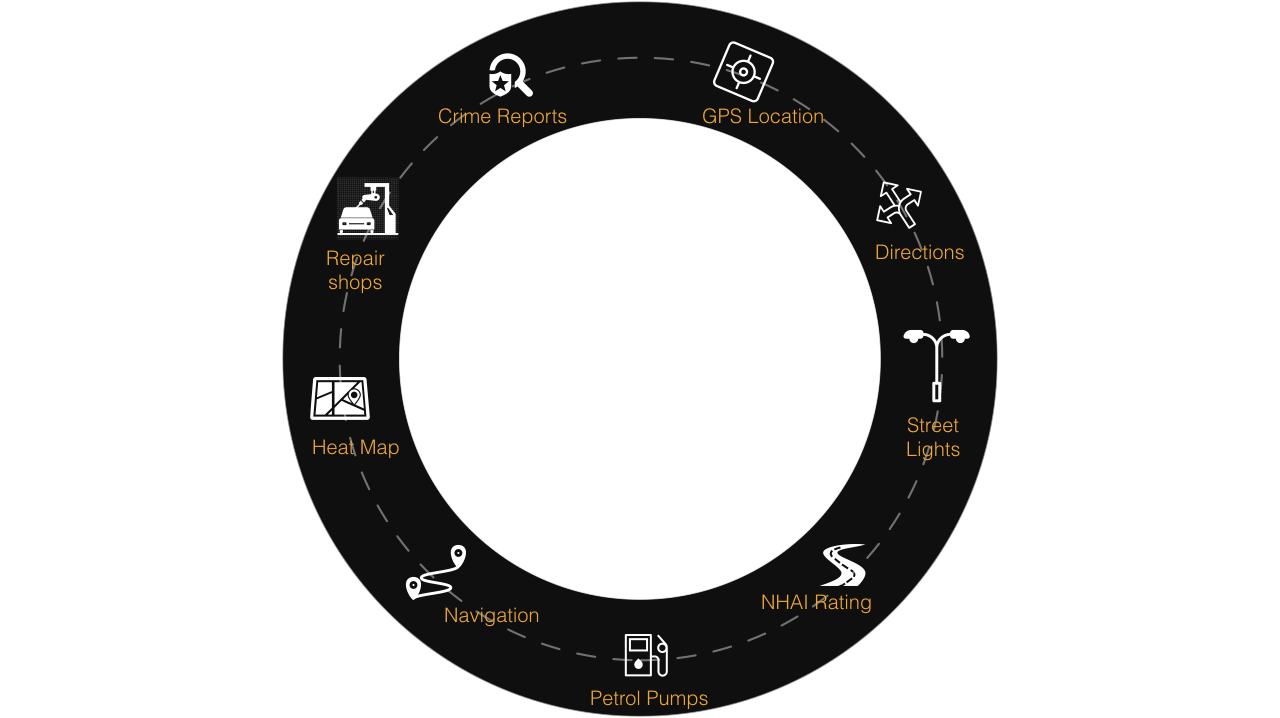 Crime Reports
GPS Location
Repair
shops
Directions
Heat Map
Street
Lights
Navigation
NHAI Rating
Petrol Pumps